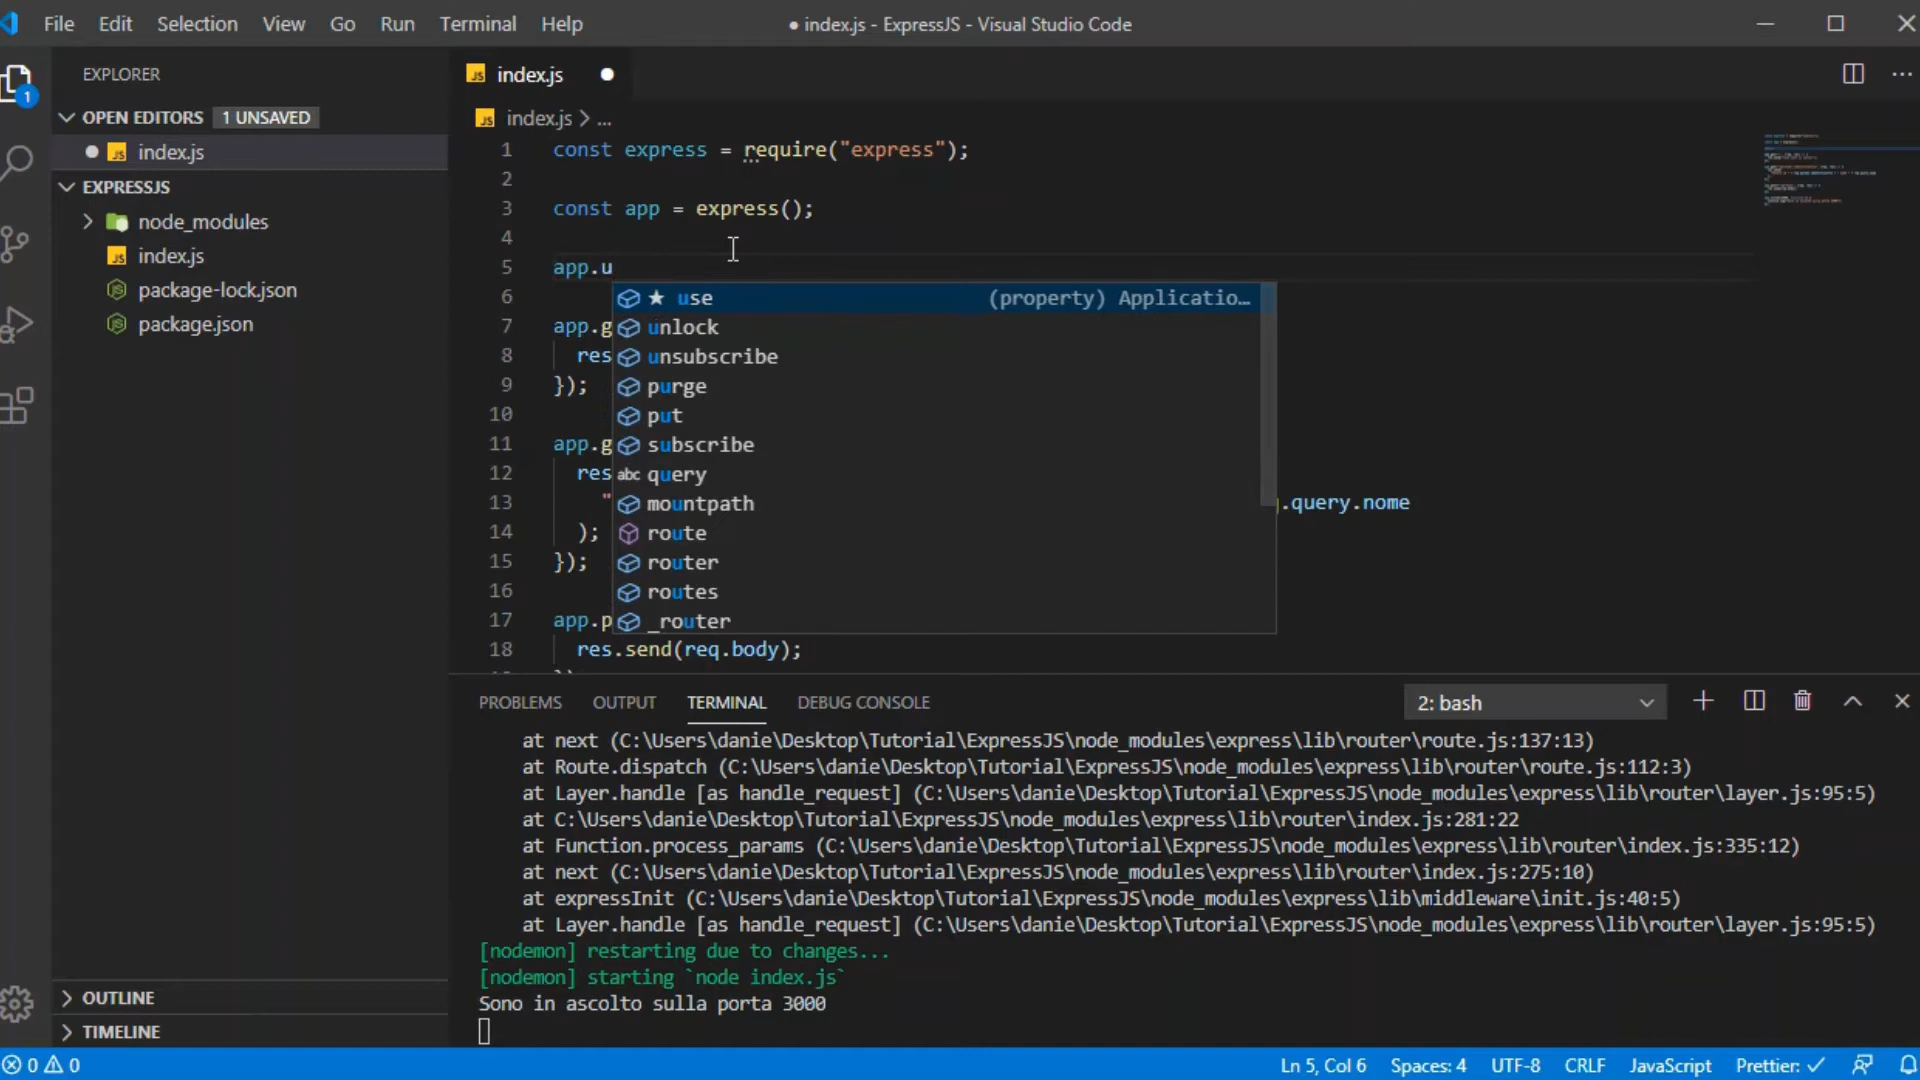 File Edit Selection View Go Run Terminal Help
● index.js - ExpressJS - Visual Studio Code
1
EXPLORER
OPEN EDITORS 1 UNSAVED
JS index.js
EXPRESSJS
node_modules
JS index.js
package-lock.json
package.json
OUTLINE
TIMELINE
JS index.js
JS index.js > ...
1 const express = require("express");
2
3 const app = express();
4
5 app.u
6
7 app.g
8 res
9 });
10
11 app.g
12 res
13 " .query.nome
14 );
15 });
16
17 app.p
18 res.send(req.body);
★ use (property) Applicatio…
unlock
unsubscribe
purge
put
subscribe
abc query
mountpath
route
router
routes
_router
PROBLEMS OUTPUT TERMINAL DEBUG CONSOLE 2: bash
at next (C:\Users\danie\Desktop\Tutorial\ExpressJS\node_modules\express\lib\router\route.js:137:13)
at Route.dispatch (C:\Users\danie\Desktop\Tutorial\ExpressJS\node_modules\express\lib\router\route.js:112:3)
at Layer.handle [as handle_request] (C:\Users\danie\Desktop\Tutorial\ExpressJS\node_modules\express\lib\router\layer.js:95:5)
at C:\Users\danie\Desktop\Tutorial\ExpressJS\node_modules\express\lib\router\index.js:281:22
at Function.process_params (C:\Users\danie\Desktop\Tutorial\ExpressJS\node_modules\express\lib\router\index.js:335:12)
at next (C:\Users\danie\Desktop\Tutorial\ExpressJS\node_modules\express\lib\router\index.js:275:10)
at expressInit (C:\Users\danie\Desktop\Tutorial\ExpressJS\node_modules\express\lib\middleware\init.js:40:5)
at Layer.handle [as handle_request] (C:\Users\danie\Desktop\Tutorial\ExpressJS\node_modules\express\lib\router\layer.js:95:5)
[nodemon] restarting due to changes...
[nodemon] starting `node index.js`
Sono in ascolto sulla porta 3000
0 0 Ln 5, Col 6 Spaces: 4 UTF-8 CRLF JavaScript Prettier: ✓